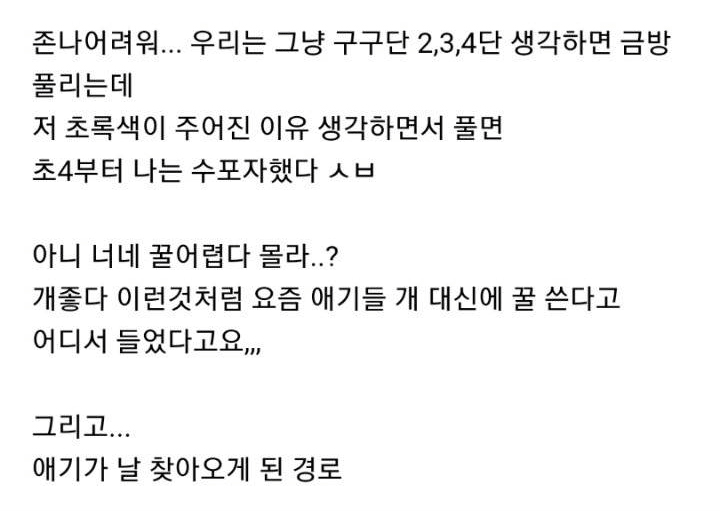 존나어려워... 우리는 그냥 구구단 2,3,4단 생각하면 금방
풀리는데
저 초록색이 주어진 이유 생각하면서 풀면
초4부터 나는 수포자했다 ㅅㅂ
아니 너네 꿀어렵다 몰라..?
개좋다 이런것처럼 요즘 애기들 개 대신에 꿀 쓴다고
어디서 들었다고요,,,
그리고...
애기가 날 찾아오게 된 경로